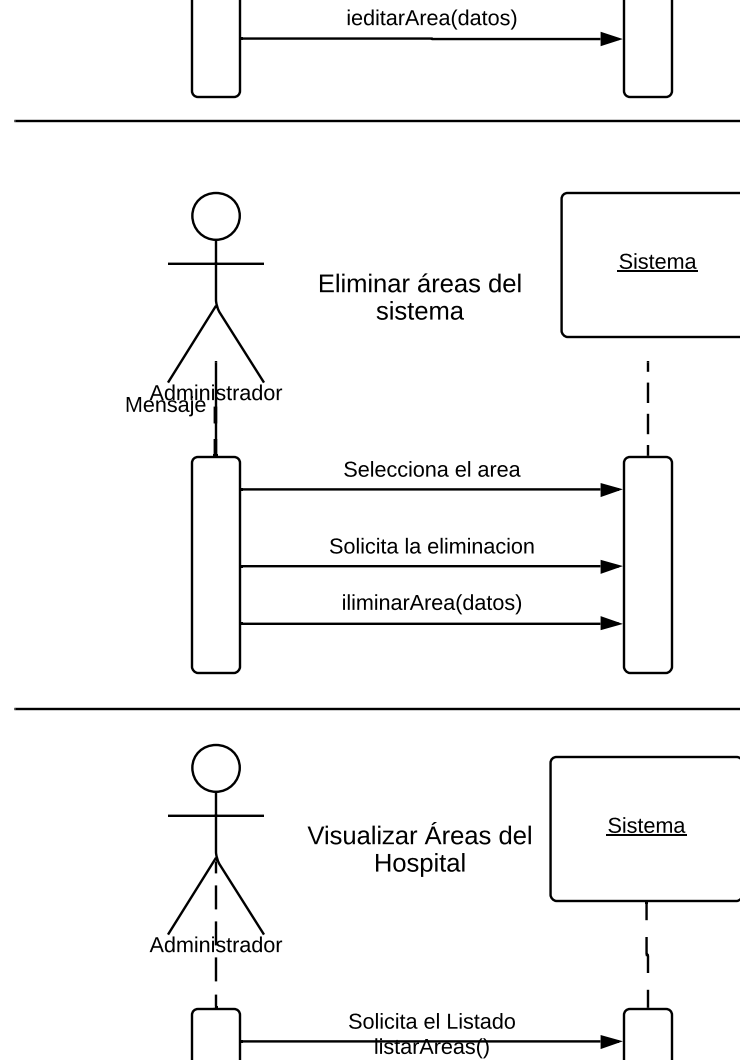 ieditarArea(datos)
Sistema
Eliminar áreas del
sistema
Administrador
Mensaje
Selecciona el area
Solicita la eliminacion
iliminarArea(datos)
Visualizar Áreas del
Hospital
Sistema
Administrador
Solicita el Listado
listarAreas()